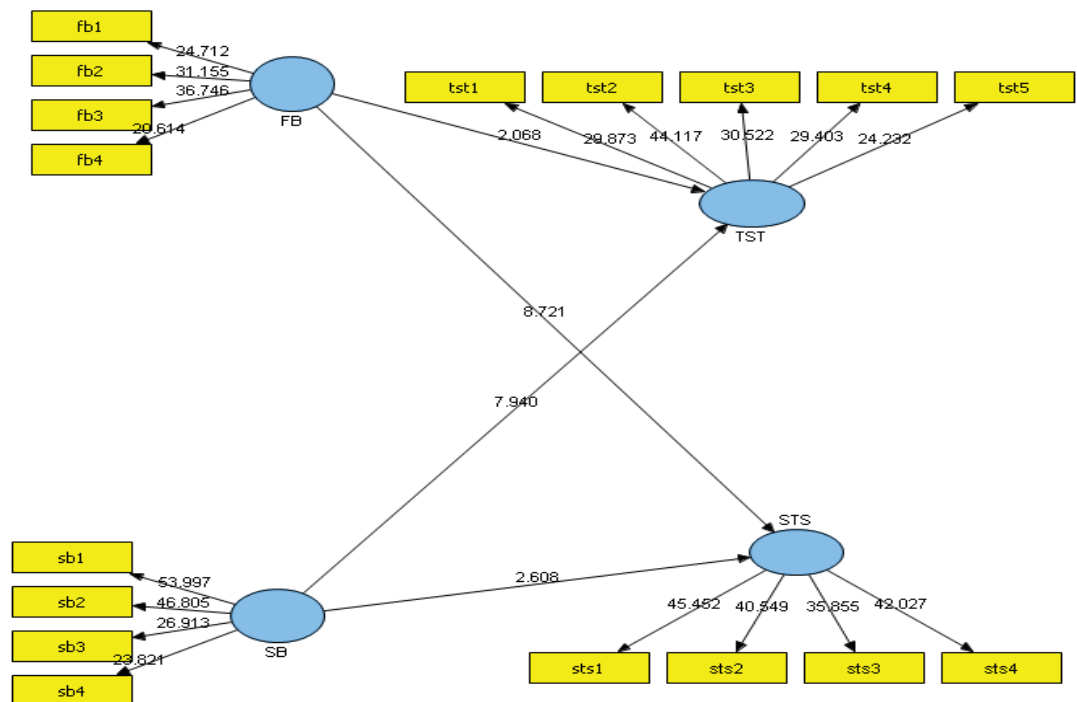 fb1
24.712
fb2
31.155
fb3
36.746
fb4
20.614
FB
tst1
tst2
tst3
tst4
tst5
2.068
29.873
44.117
30.522
29.403
24.232
TST
8.721
7.940
sb1
53.997
sb2
46.805
sb3
26.913
sb4
23.821
SB
2.608
STS
45.452
40.549
35.855
42.027
sts1
sts2
sts3
sts4